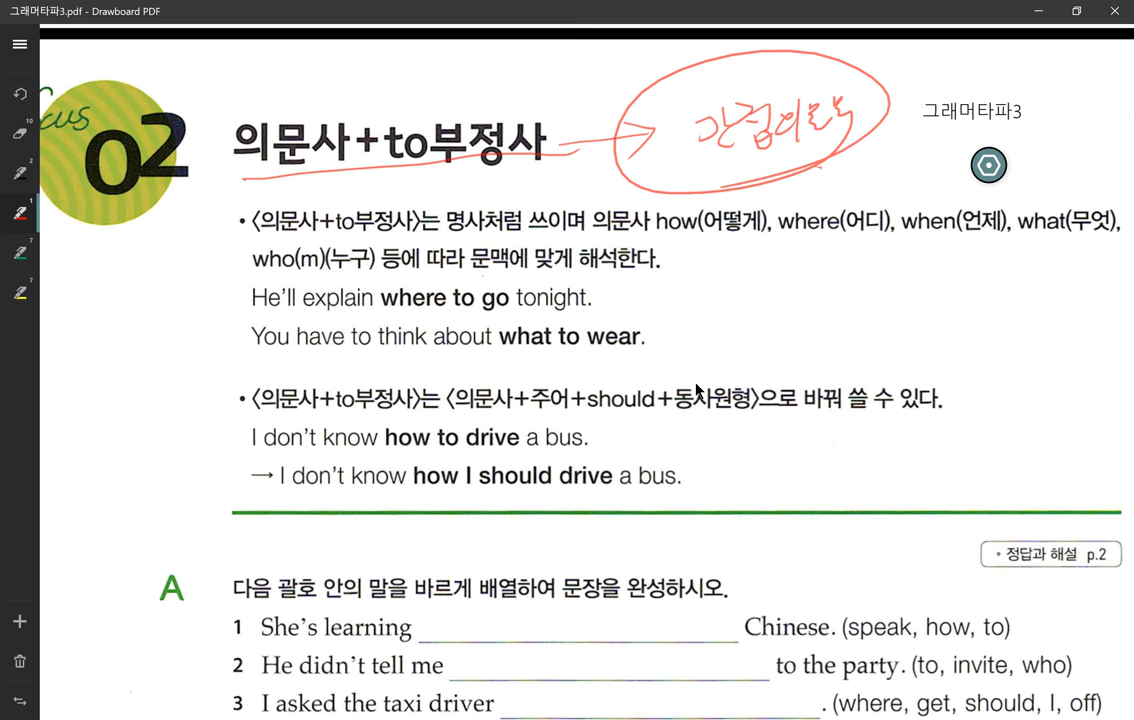 그래머타파3.pdf - Drawboard PDF
cus
간접의문
02
의문사+to부정사
그래머타파3
• <의문사+to부정사>는 명사처럼 쓰이며 의문사 how(어떻게), where(어디), when(언제), what(무엇),
who(m)(누구) 등에 따라 문맥에 맞게 해석한다.
He'll explain where to go tonight.
You have to think about what to wear.
• <의문사+to부정사>는 <의문사+주어+should+동사원형>으로 바꿔 쓸 수 있다.
I don't know how to drive a bus.
→ I don't know how I should drive a bus.
• 정답과 해설 p.2
A 다음 괄호 안의 말을 바르게 배열하여 문장을 완성하시오.
1 She's learning Chinese. (speak, how, to)
2 He didn't tell me to the party. (to, invite, who)
3 I asked the taxi driver . (where, get, should, I, off)
10
2
1
7
7